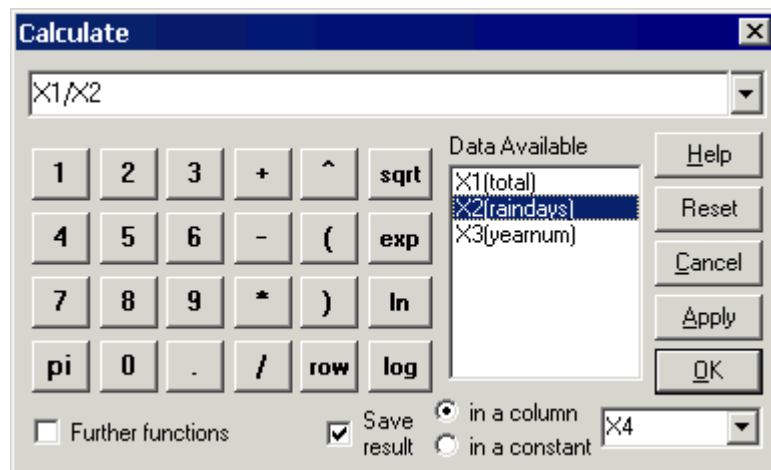 Calculate
X1/X2
1 2 3 + ^ sqrt
4 5 6 - ( exp
7 8 9 * ) ln
pi 0 . / row log
Data Available
X1(total)
X2(raindays)
X3(yearnum)
Help
Reset
Cancel
Apply
OK
Further functions
Save
result
in a column
in a constant
X4